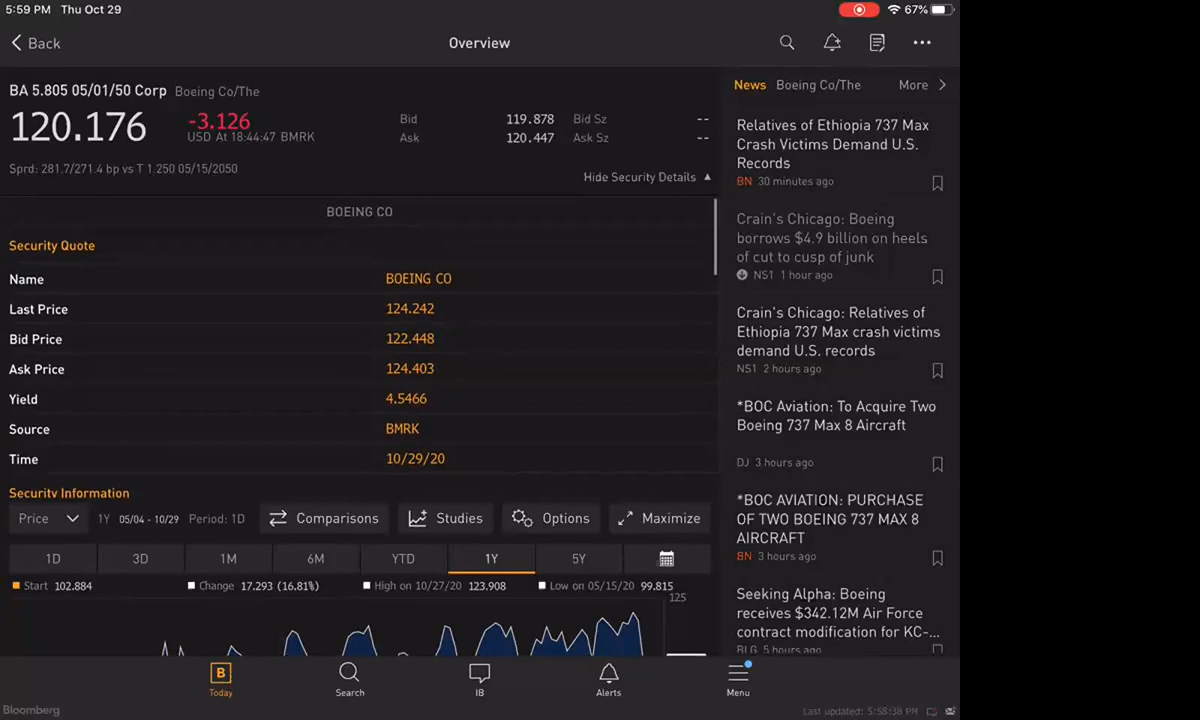 5:59 PM Thu Oct 29
67%
Back
Overview
BA 5.805 05/01/50 Corp Boeing Co/The
120.176
-3.126
USD At 18:44:47 BMRK
Bid 119.878 Bid Sz --
Ask 120.447 Ask Sz --
Sprd: 281.7/271.4 bp vs T 1.250 05/15/2050
Hide Security Details
BOEING CO
Security Quote
Name BOEING CO
Last Price 124.242
Bid Price 122.448
Ask Price 124.403
Yield 4.5466
Source BMRK
Time 10/29/20
Security Information
Price 1Y 05/04 - 10/29 Period: 1D Comparisons Studies Options Maximize
1D 3D 1M 6M YTD 1Y 5Y
Start 102.884 Change 17.293 (16.81%) High on 10/27/20 123.908 Low on 05/15/20 99.815
125
News Boeing Co/The More
Relatives of Ethiopia 737 Max
Crash Victims Demand U.S.
Records
BN 30 minutes ago
Crain's Chicago: Boeing
borrows $4.9 billion on heels
of cut to cusp of junk
NS1 1 hour ago
Crain's Chicago: Relatives of
Ethiopia 737 Max crash victims
demand U.S. records
NS1 2 hours ago
*BOC Aviation: To Acquire Two
Boeing 737 Max 8 Aircraft
DJ 3 hours ago
*BOC AVIATION: PURCHASE
OF TWO BOEING 737 MAX 8
AIRCRAFT
BN 3 hours ago
Seeking Alpha: Boeing
receives $342.12M Air Force
contract modification for KC-...
BLG 5 hours ago
B
Today Search IB Alerts Menu
Bloomberg
Last updated: 5:58:38 PM